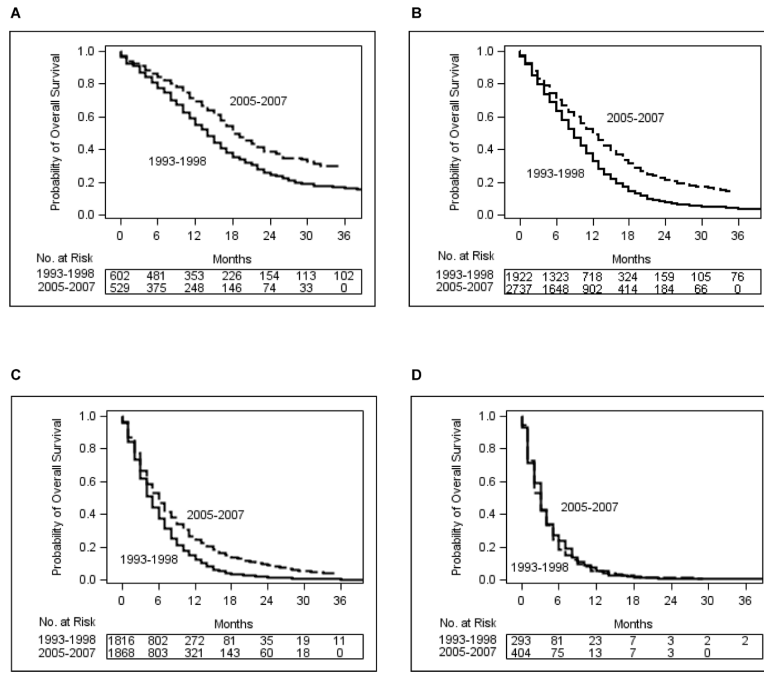 A
Probability of Overall Survival
1.0
0.8
0.6
0.4
0.2
0.0
2005-2007
1993-1998
0 6 12 18 24 30 36
No. at Risk Months
1993-1998 602 481 353 226 154 113 102
2005-2007 529 375 248 146 74 33 0
B
Probability of Overall Survival
1.0
0.8
0.6
0.4
0.2
0.0
2005-2007
1993-1998
0 6 12 18 24 30 36
No. at Risk Months
1993-1998 1922 1323 718 324 159 105 76
2005-2007 2737 1648 902 414 184 66 0
C
Probability of Overall Survival
1.0
0.8
0.6
0.4
0.2
0.0
2005-2007
1993-1998
0 6 12 18 24 30 36
No. at Risk Months
1993-1998 1816 802 272 81 35 19 11
2005-2007 1868 803 321 143 60 18 0
D
Probability of Overall Survival
1.0
0.8
0.6
0.4
0.2
0.0
2005-2007
1993-1998
0 6 12 18 24 30 36
No. at Risk Months
1993-1998 293 81 23 7 3 2 2
2005-2007 404 75 13 7 3 0